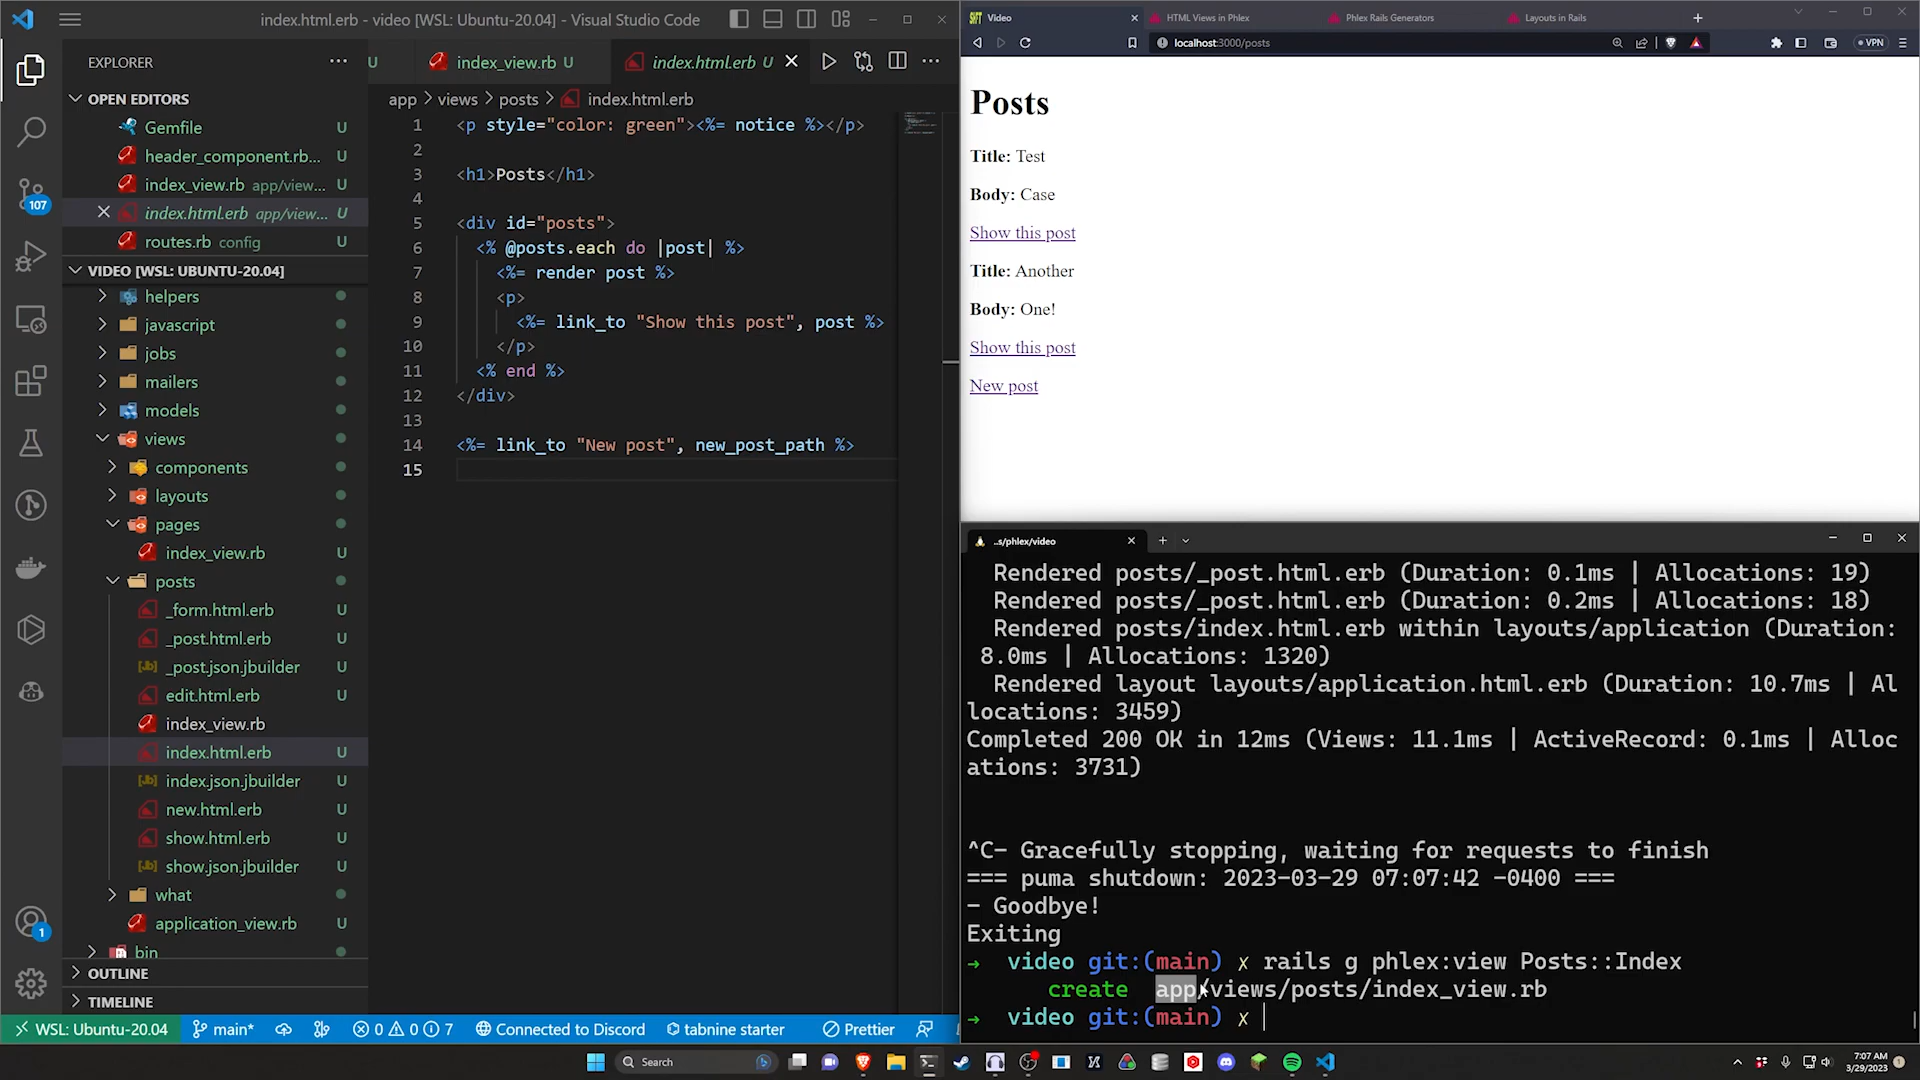 index.html.erb - video [WSL: Ubuntu-20.04] - Visual Studio Code
EXPLORER
OPEN EDITORS
Gemfile U
header_component.rb... U
index_view.rb app/view... U
index.html.erb app/view... U
routes.rb config U
VIDEO [WSL: UBUNTU-20.04]
helpers
javascript
jobs
mailers
models
views
components
layouts
pages
index_view.rb U
posts
_form.html.erb U
_post.html.erb U
_post.json.jbuilder U
edit.html.erb U
index_view.rb
index.html.erb U
index.json.jbuilder U
new.html.erb U
show.html.erb U
show.json.jbuilder U
what
application_view.rb U
bin
OUTLINE
TIMELINE
107
1
U
index_view.rb U
index.html.erb U
app > views > posts > index.html.erb
1 <p style="color: green"><%= notice %></p>
2
3 <h1>Posts</h1>
4
5 <div id="posts">
6 <% @posts.each do |post| %>
7 <%= render post %>
8 <p>
9 <%= link_to "Show this post", post %>
10 </p>
11 <% end %>
12 </div>
13
14 <%= link_to "New post", new_post_path %>
15
WSL: Ubuntu-20.04 main* 0 0 7 Connected to Discord tabnine starter Prettier
Video
HTML Views in Phlex
Phlex Rails Generators
Layouts in Rails
localhost:3000/posts
VPN
Posts
Title: Test
Body: Case
Show this post
Title: Another
Body: One!
Show this post
New post
..s/phlex/video
Rendered posts/_post.html.erb (Duration: 0.1ms | Allocations: 19)
Rendered posts/_post.html.erb (Duration: 0.2ms | Allocations: 18)
Rendered posts/index.html.erb within layouts/application (Duration:
8.0ms | Allocations: 1320)
Rendered layout layouts/application.html.erb (Duration: 10.7ms | Al
locations: 3459)
Completed 200 OK in 12ms (Views: 11.1ms | ActiveRecord: 0.1ms | Alloc
ations: 3731)
^C- Gracefully stopping, waiting for requests to finish
=== puma shutdown: 2023-03-29 07:07:42 -0400 ===
- Goodbye!
Exiting
→ video git:(main) ✗ rails g phlex:view Posts::Index
create app/views/posts/index_view.rb
→ video git:(main) ✗
Search
7:07 AM
3/29/2023